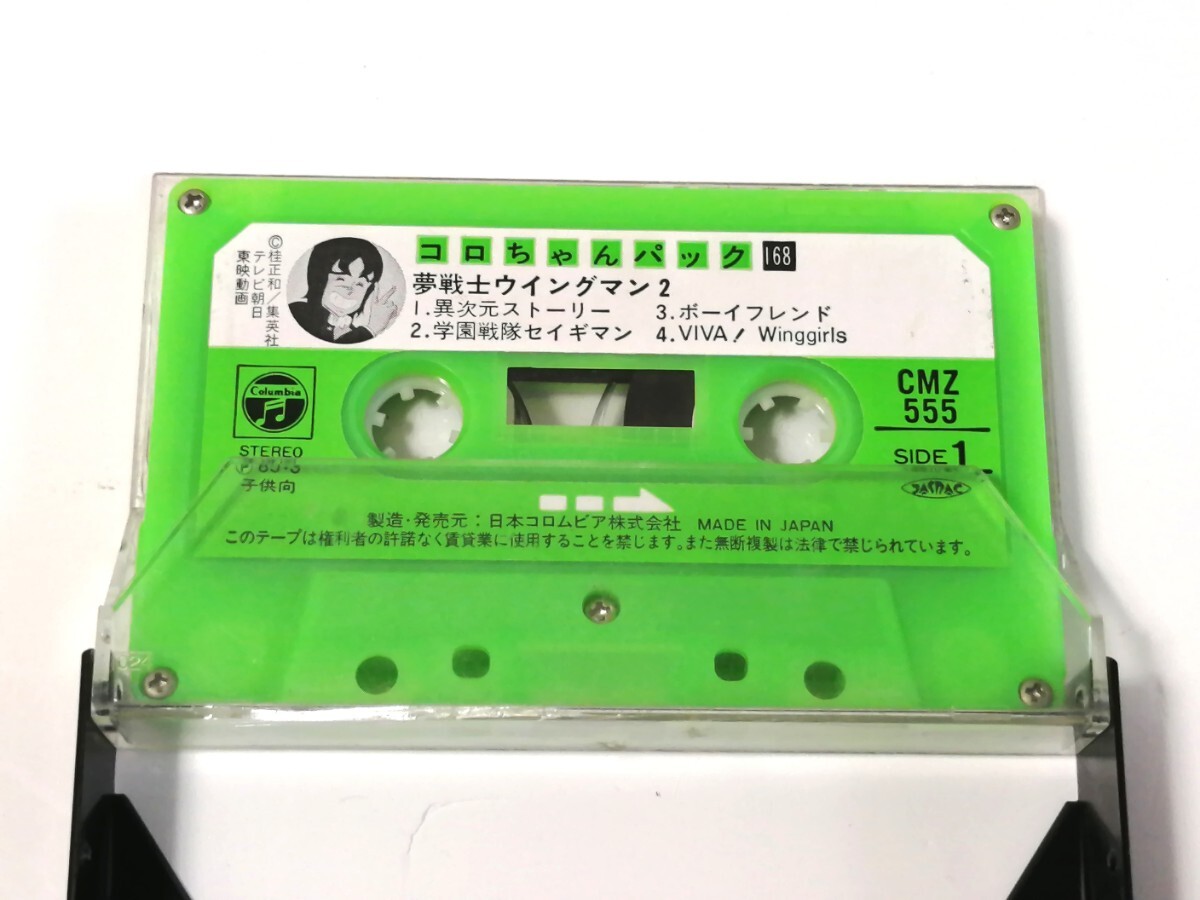 ©桂正和／集英社
テレビ朝日
東映動画
コロちゃんパック 168
夢戦士ウイングマン2
1.異次元ストーリー 3.ボーイフレンド
2.学園戦隊セイギマン 4.VIVA! Winggirls
Columbia
STEREO
子供向
CMZ
555
SIDE 1
JASRAC
製造・発売元：日本コロムビア株式会社 MADE IN JAPAN
このテープは権利者の許諾なく賃貸業に使用することを禁じます。また無断複製は法律で禁じられています。